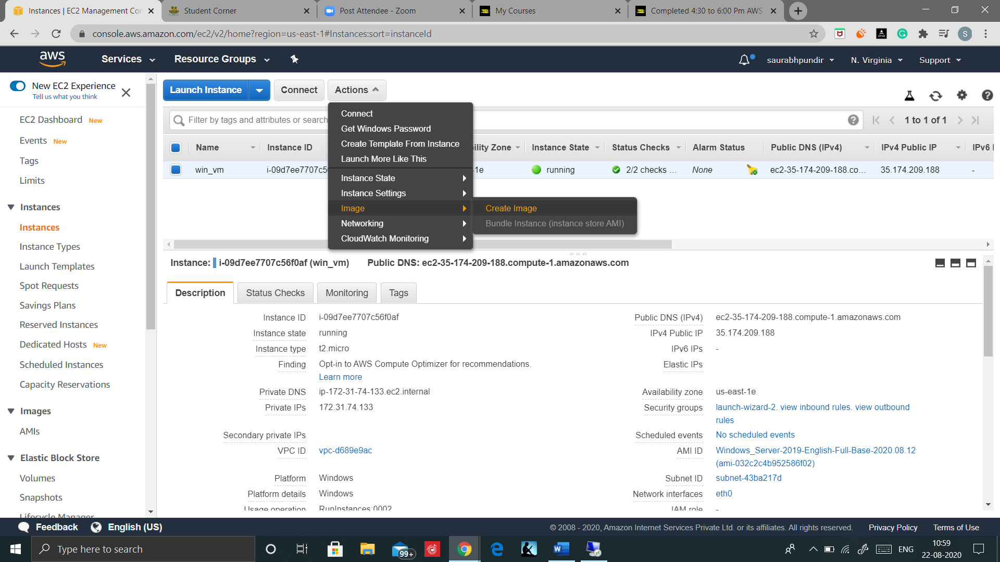 Instances | EC2 Management Con
Student Corner
Post Attendee - Zoom
My Courses
Completed 4:30 to 6:00 Pm AWS
console.aws.amazon.com/ec2/v2/home?region=us-east-1#Instances:sort=instanceId
S
aws
Services
Resource Groups
saurabhpundir
N. Virginia
Support
New EC2 Experience
Tell us what you think
EC2 Dashboard New
Events New
Tags
Limits
Instances
Instances
Instance Types
Launch Templates
Spot Requests
Savings Plans
Reserved Instances
Dedicated Hosts New
Scheduled Instances
Capacity Reservations
Images
AMIs
Elastic Block Store
Volumes
Snapshots
Lifecycle Manager
Launch Instance
Connect
Actions
Filter by tags and attributes or search
1 to 1 of 1
Name
Instance ID
ility Zone
Instance State
Status Checks
Alarm Status
Public DNS (IPv4)
IPv4 Public IP
IPv6 I
win_vm
i-09d7ee7707c5
-1e
running
2/2 checks ...
None
ec2-35-174-209-188.co...
35.174.209.188
-
Connect
Get Windows Password
Create Template From Instance
Launch More Like This
Instance State
Instance Settings
Image
Networking
CloudWatch Monitoring
Create Image
Bundle Instance (instance store AMI)
Instance: i-09d7ee7707c56f0af (win_vm)
Public DNS: ec2-35-174-209-188.compute-1.amazonaws.com
Description
Status Checks
Monitoring
Tags
Instance ID i-09d7ee7707c56f0af
Instance state running
Instance type t2.micro
Finding Opt-in to AWS Compute Optimizer for recommendations.
Learn more
Private DNS ip-172-31-74-133.ec2.internal
Private IPs 172.31.74.133
Secondary private IPs
VPC ID vpc-d689e9ac
Platform Windows
Platform details Windows
Usage operation RunInstances:0002
Public DNS (IPv4) ec2-35-174-209-188.compute-1.amazonaws.com
IPv4 Public IP 35.174.209.188
IPv6 IPs -
Elastic IPs
Availability zone us-east-1e
Security groups launch-wizard-2. view inbound rules. view outbound
rules
Scheduled events No scheduled events
AMI ID Windows_Server-2019-English-Full-Base-2020.08.12
(ami-032c2c4b952586f02)
Subnet ID subnet-43ba217d
Network interfaces eth0
IAM role -
Feedback
English (US)
© 2008 - 2020, Amazon Internet Services Private Ltd. or its affiliates. All rights reserved.
Privacy Policy
Terms of Use
Type here to search
99+
ENG
10:59
22-08-2020